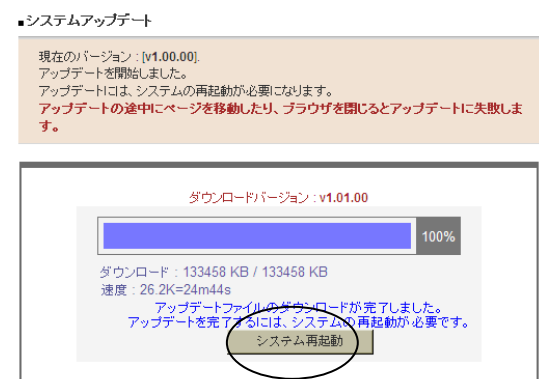 ■システムアップデート
現在のバージョン : [v1.00.00].
アップデートを開始しました。
アップデートには、システムの再起動が必要になります。
アップデートの途中にページを移動したり、ブラウザを閉じるとアップデートに失敗しま
す。
ダウンロードバージョン : v1.01.00
100%
ダウンロード : 133458 KB / 133458 KB
速度 : 26.2K=24m44s
アップデートファイルのダウンロードが完了しました。
アップデートを完了するには、システムの再起動が必要です。
システム再起動